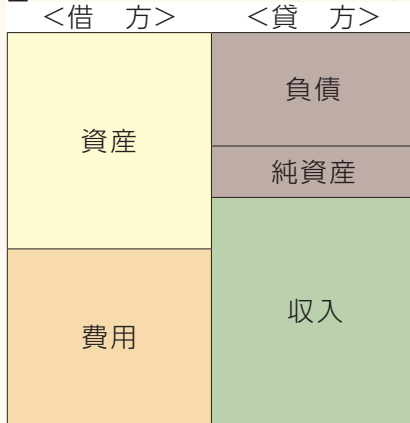 <借　方>　<貸　方>
資産
負債
純資産
費用
収入